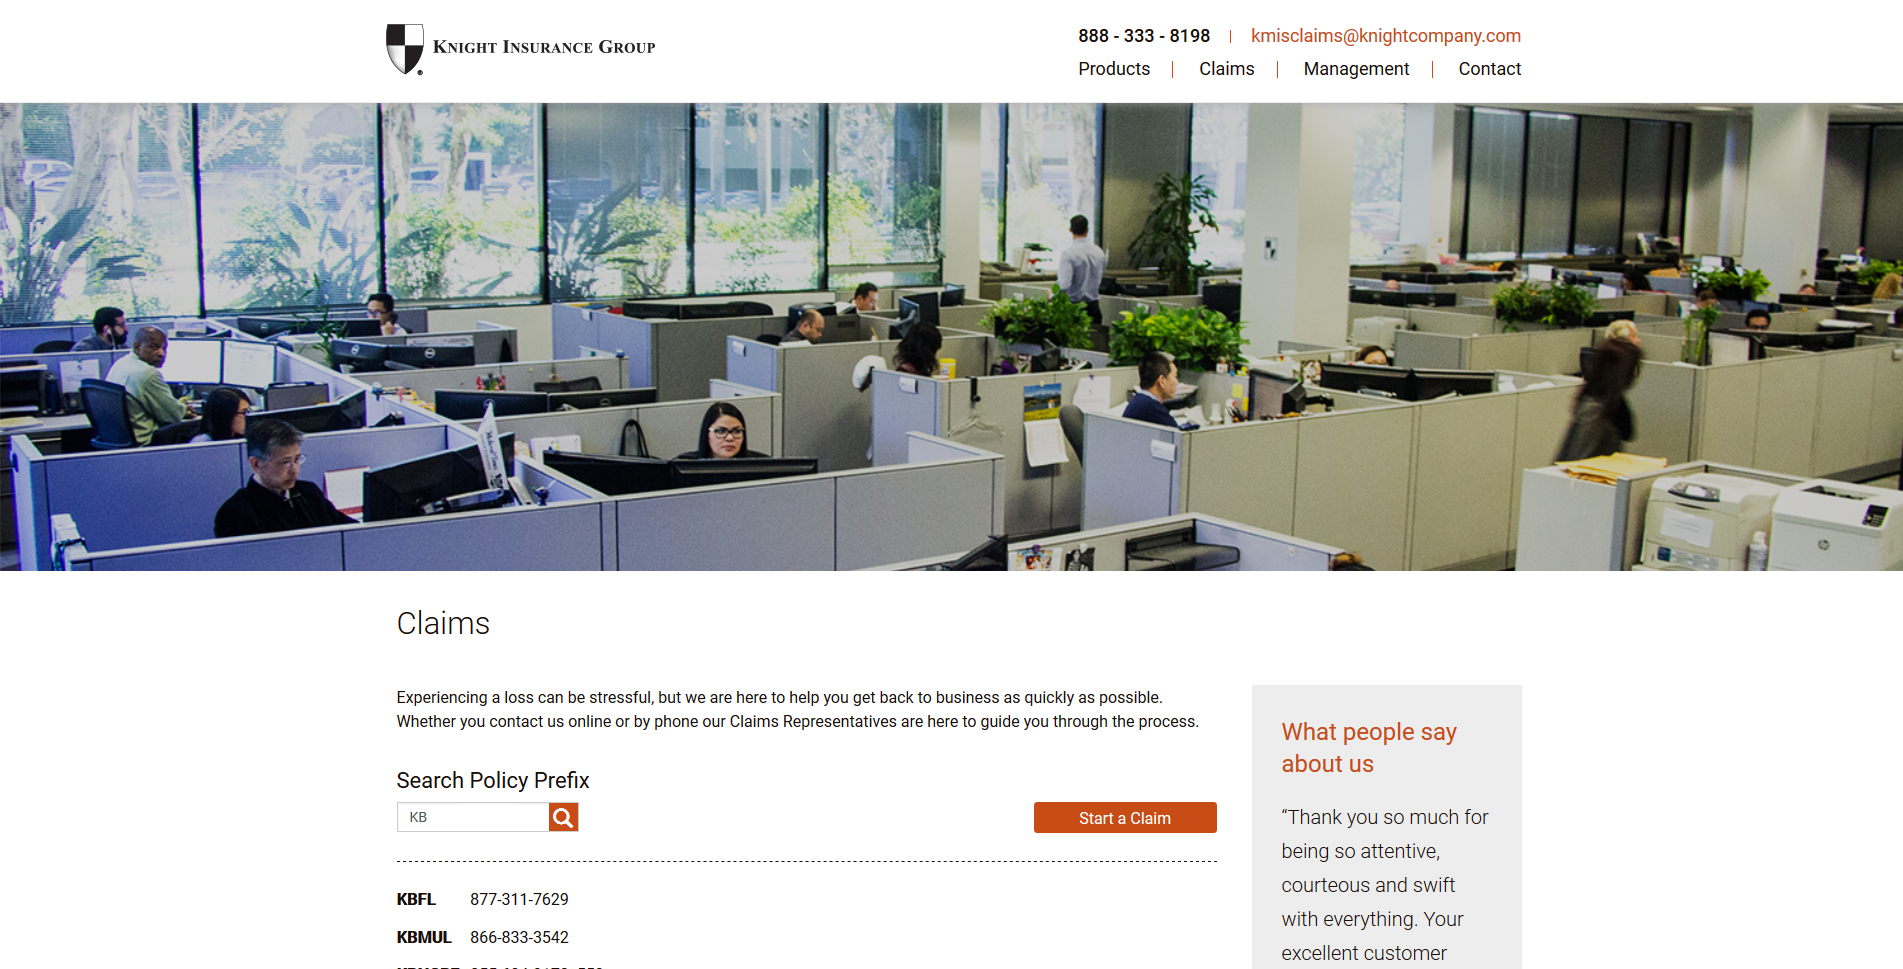 KNIGHT INSURANCE GROUP
888 - 333 - 8198
kmisclaims@knightcompany.com
Products
Claims
Management
Contact
Claims
Experiencing a loss can be stressful, but we are here to help you get back to business as quickly as possible.
Whether you contact us online or by phone our Claims Representatives are here to guide you through the process.
Search Policy Prefix
KB
Start a Claim
KBFL 877-311-7629
KBMUL 866-833-3542
What people say
about us
“Thank you so much for
being so attentive,
courteous and swift
with everything. Your
excellent customer